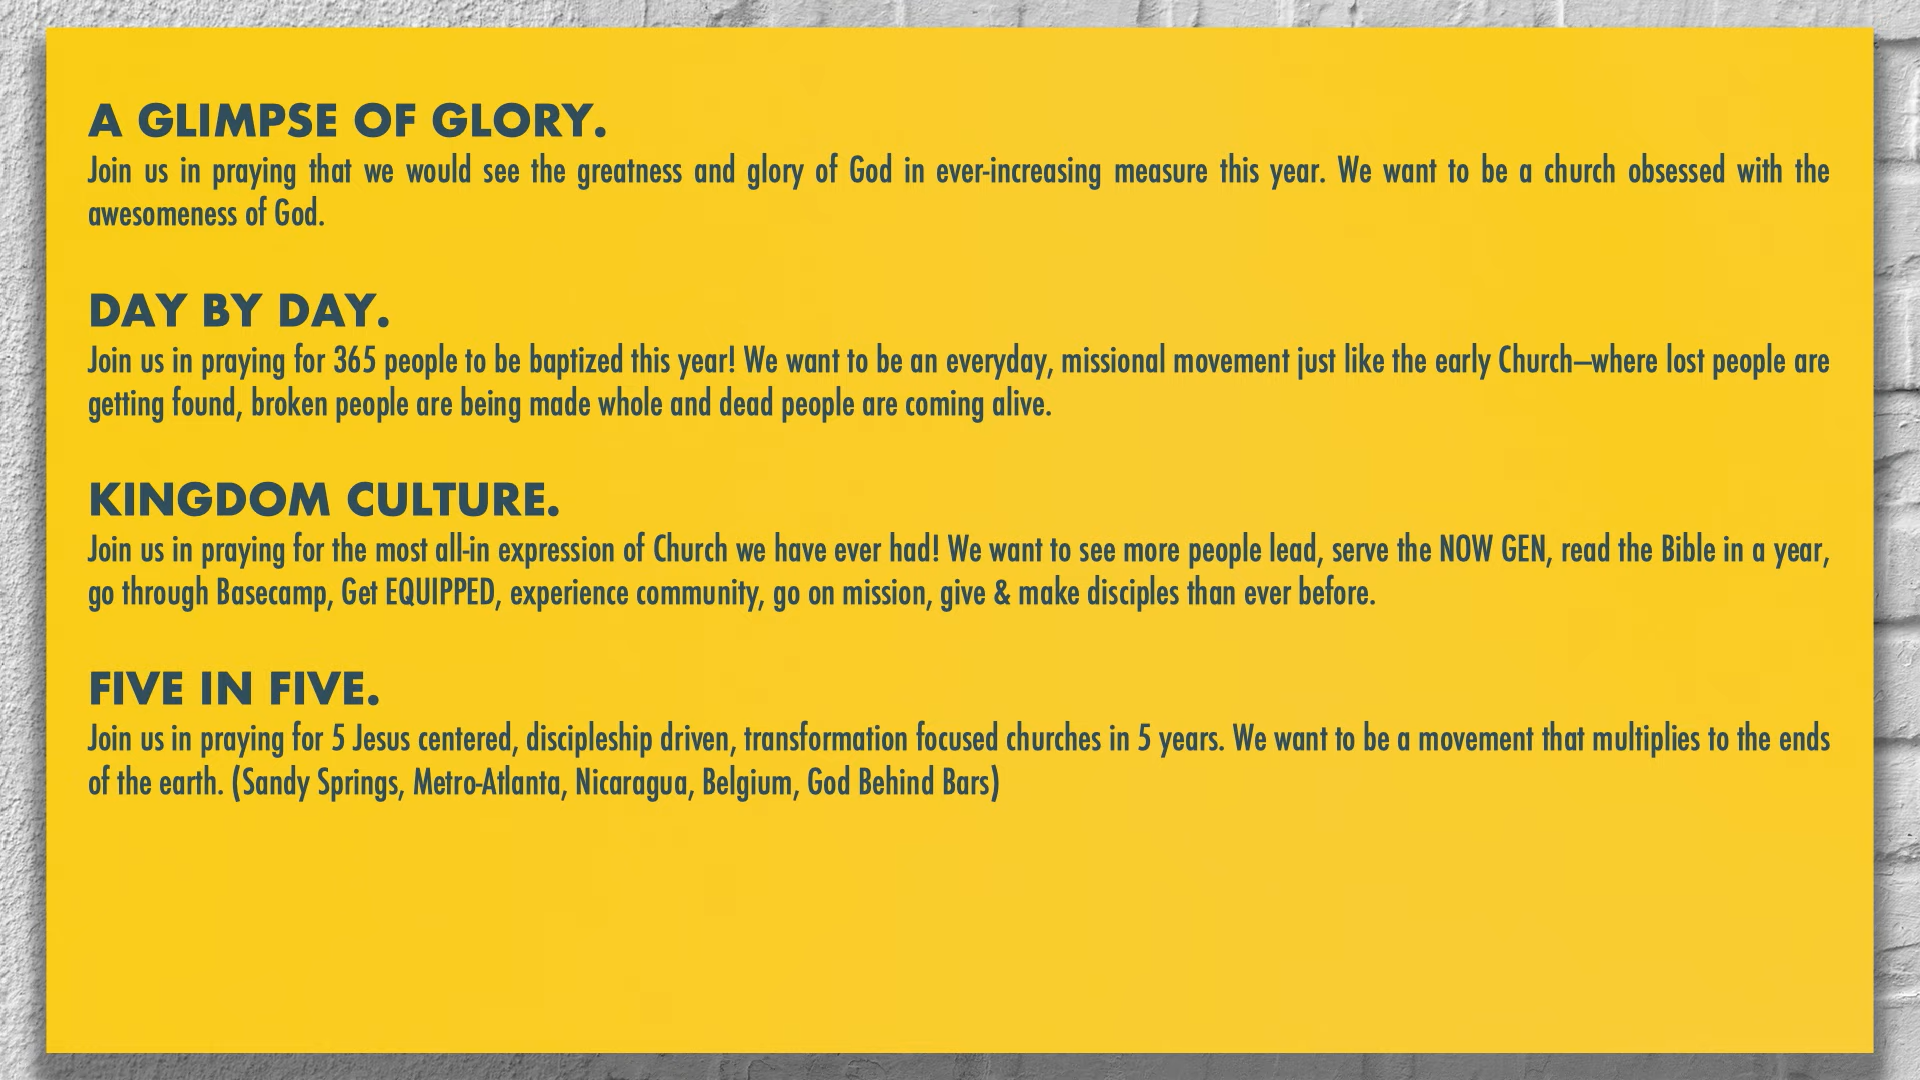 A GLIMPSE OF GLORY.
Join us in praying that we would see the greatness and glory of God in ever-increasing measure this year. We want to be a church obsessed with the
awesomeness of God.
DAY BY DAY.
Join us in praying for 365 people to be baptized this year! We want to be an everyday, missional movement just like the early Church—where lost people are
getting found, broken people are being made whole and dead people are coming alive.
KINGDOM CULTURE.
Join us in praying for the most all-in expression of Church we have ever had! We want to see more people lead, serve the NOW GEN, read the Bible in a year,
go through Basecamp, Get EQUIPPED, experience community, go on mission, give & make disciples than ever before.
FIVE IN FIVE.
Join us in praying for 5 Jesus centered, discipleship driven, transformation focused churches in 5 years. We want to be a movement that multiplies to the ends
of the earth. (Sandy Springs, Metro-Atlanta, Nicaragua, Belgium, God Behind Bars)